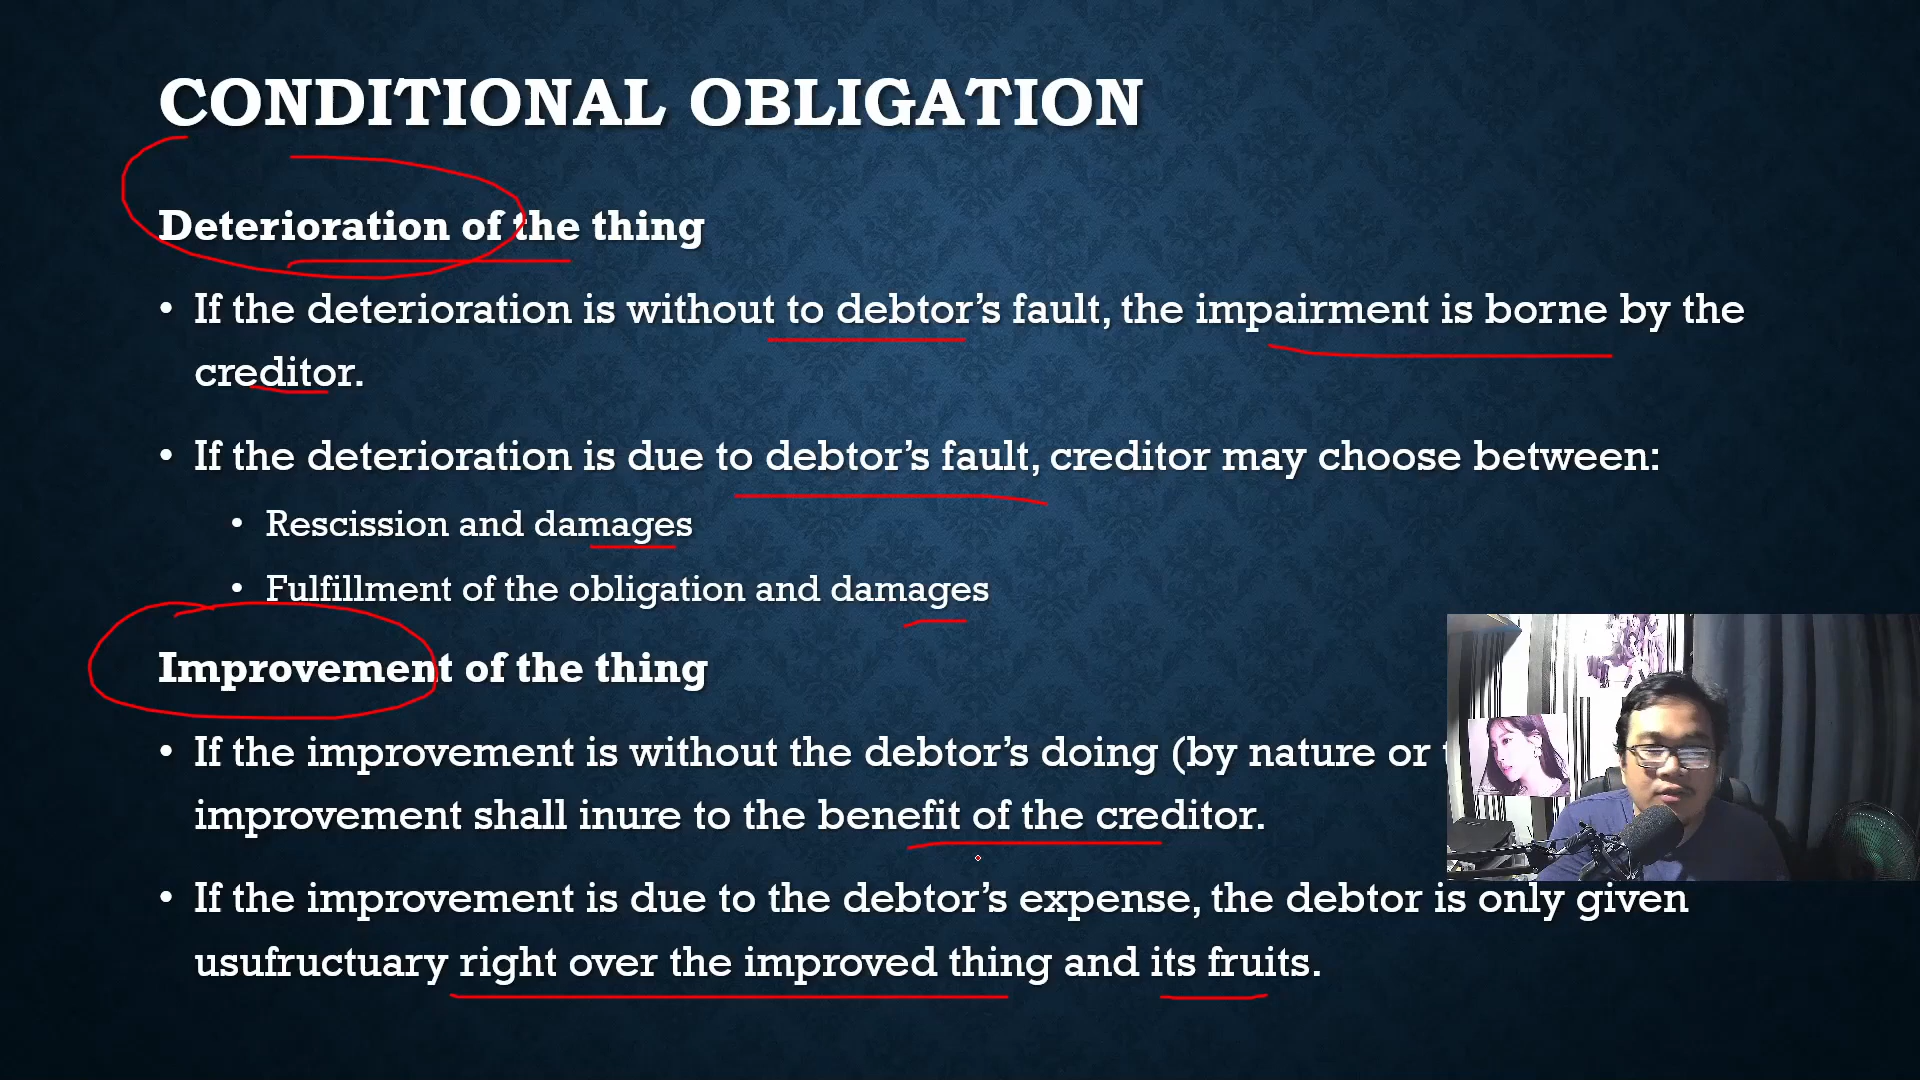 CONDITIONAL OBLIGATION
Deterioration of the thing
• If the deterioration is without to debtor's fault, the impairment is borne by the
creditor.
• If the deterioration is due to debtor's fault, creditor may choose between:
• Rescission and damages
• Fulfillment of the obligation and damages
Improvement of the thing
• If the improvement is without the debtor's doing (by nature or
improvement shall inure to the benefit of the creditor.
• If the improvement is due to the debtor's expense, the debtor is only given
usufructuary right over the improved thing and its fruits.